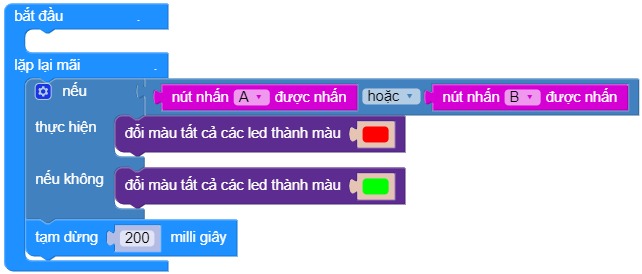 bắt đầu
lặp lại mãi
nếu nút nhấn A được nhấn hoặc nút nhấn B được nhấn
thực hiện đổi màu tất cả các led thành màu
nếu không đổi màu tất cả các led thành màu
tạm dừng 200 milli giây